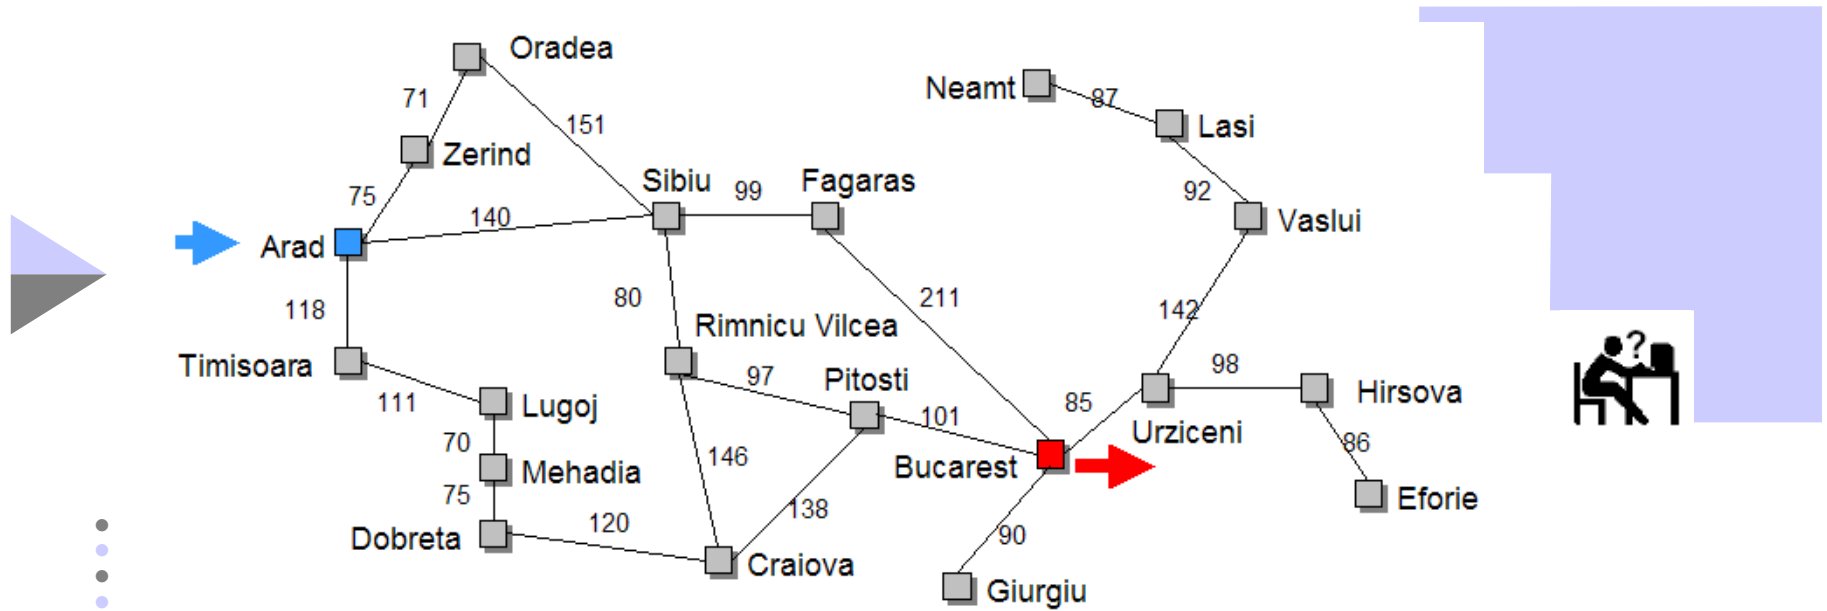 Oradea
Neamt
87
71
151
Lasi
Zerind
Sibiu
99
Fagaras
92
75
140
Vaslui
Arad
118
80
211
142
Rimnicu Vilcea
?
Timisoara
97
Pitosti
98
Hirsova
111
Lugoj
101
85
Urziceni
70
146
86
Mehadia
Bucarest
75
138
Eforie
Dobreta
120
90
Craiova
Giurgiu